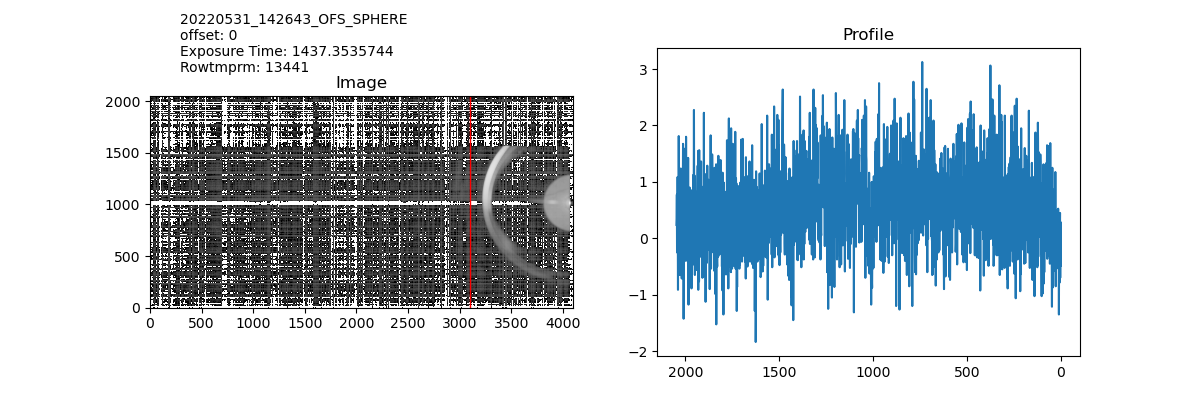 20220531_142643_OFS_SPHERE
offset: 0
Exposure Time: 1437.3535744
Rowtmprm: 13441
Image
2000
1500
1000
500
0
0 500 1000 1500 2000 2500 3000 3500 4000
Profile
3
2
1
0
−1
−2
2000 1500 1000 500 0